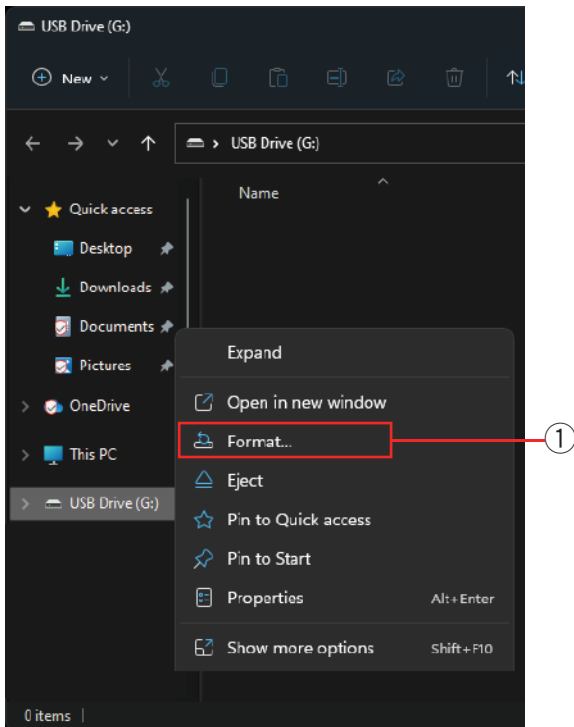 USB Drive (G:)
New
USB Drive (G:)
Name
Quick access
Desktop
Downloads
Documents
Pictures
OneDrive
This PC
USB Drive (G:)
Expand
Open in new window
Format...
1
Eject
Pin to Quick access
Pin to Start
Properties Alt+Enter
Show more options Shift+F10
0 items